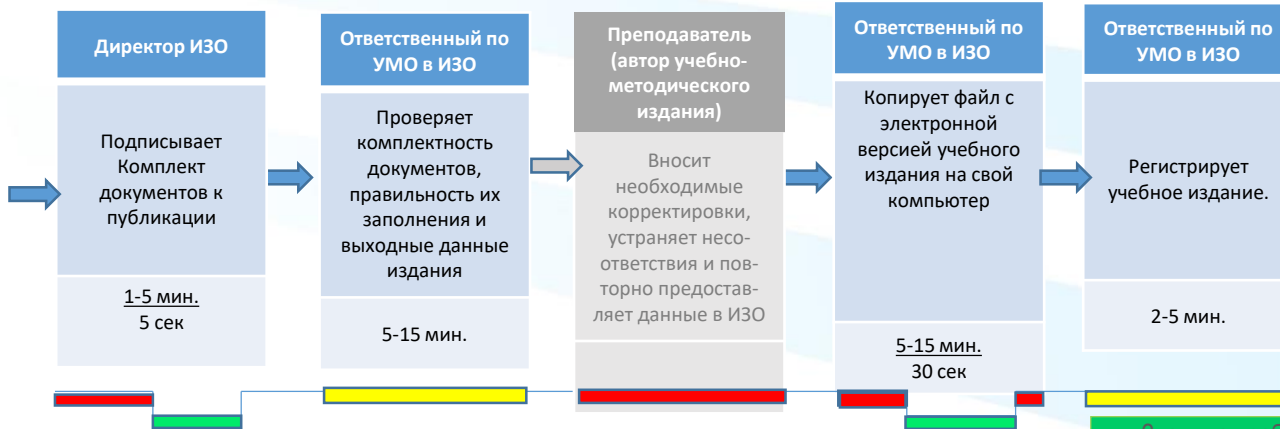 Директор ИЗО
Подписывает
Комплект
документов к
публикации
1-5 мин.
5 сек
Ответственный по
УМО в ИЗО
Проверяет
комплектность
документов,
правильность их
заполнения и
выходные данные
издания
5-15 мин.
Преподаватель
(автор учебно-
методического
издания)
Вносит
необходимые
корректировки,
устраняет несо-
ответствия и пов-
торно предостав-
ляет данные в ИЗО
Ответственный по
УМО в ИЗО
Копирует файл с
электронной
версией учебного
издания на свой
компьютер
5-15 мин.
30 сек
Ответственный по
УМО в ИЗО
Регистрирует
учебное издание.
2-5 мин.